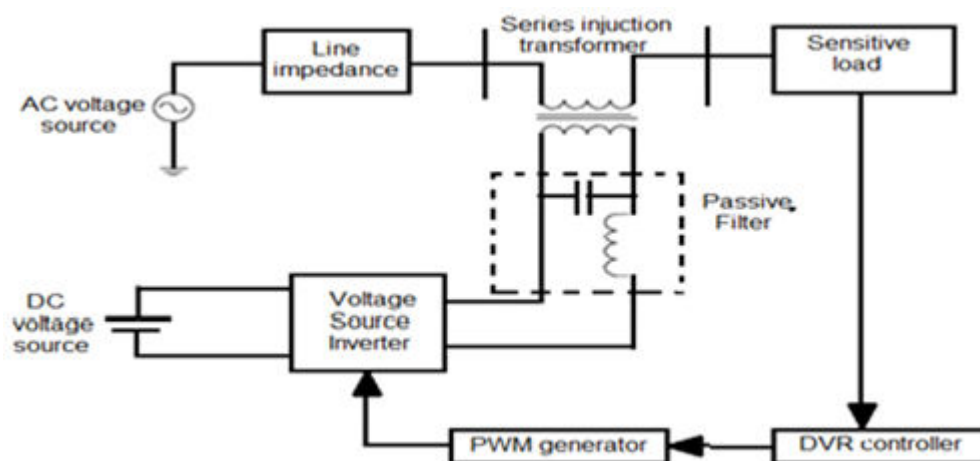 Series injuction
transformer
Line
impedance
Sensitive
load
AC voltage
source
Passive
Filter
DC
voltage
source
Voltage
Source
Inverter
PWM generator
DVR controller